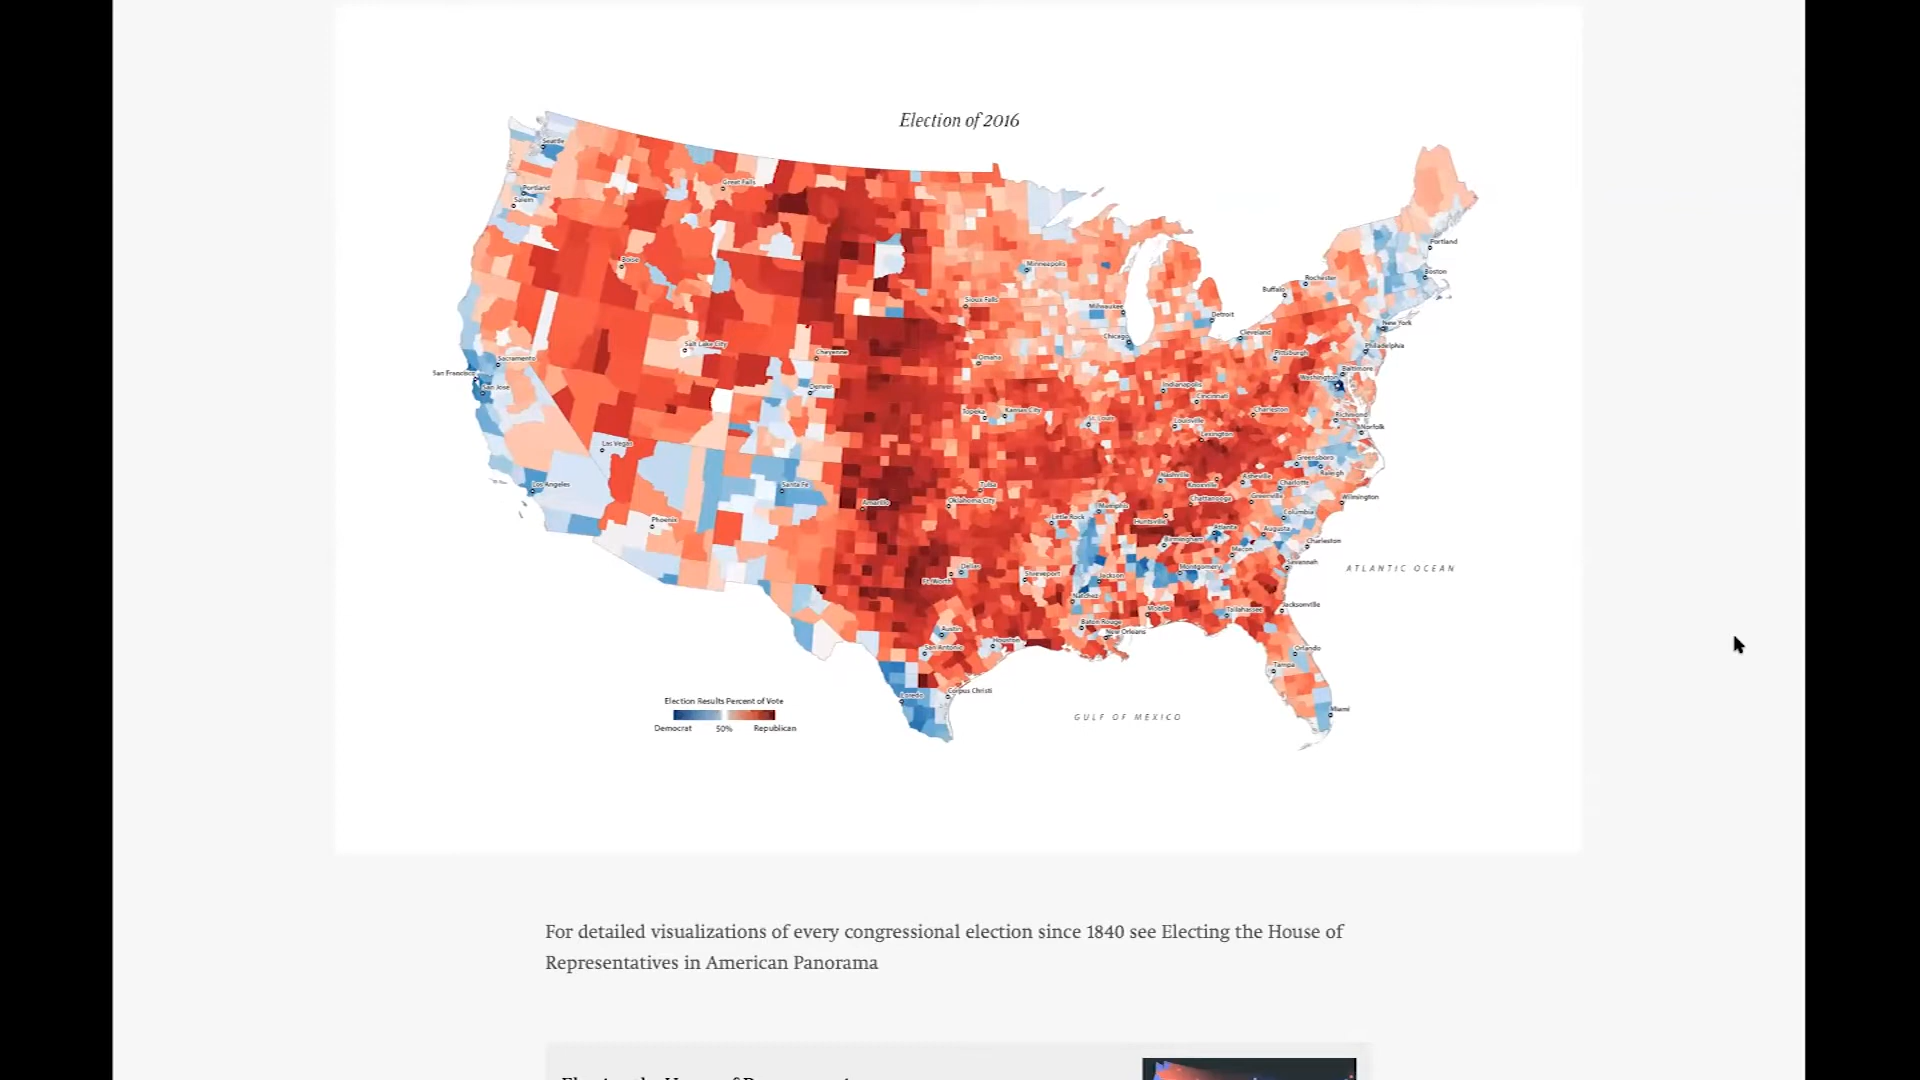 Election of 2016
Seattle
Portland
Salem
Great Falls
Boise
Minneapolis
Sioux Falls
Milwaukee
Chicago
Detroit
Cleveland
Buffalo
Rochester
Portland
Boston
New York
Philadelphia
Pittsburgh
Baltimore
Washington
Salt Lake City
Cheyenne
Omaha
Sacramento
San Francisco
San Jose
Denver
Indianapolis
Cincinnati
Topeka
Kansas City
St. Louis
Louisville
Lexington
Charleston
Richmond
Norfolk
Las Vegas
Los Angeles
Santa Fe
Phoenix
Amarillo
Tulsa
Oklahoma City
Nashville
Knoxville
Asheville
Greensboro
Raleigh
Charlotte
Chattanooga
Greenville
Wilmington
Little Rock
Memphis
Huntsville
Columbia
Atlanta
Augusta
Birmingham
Macon
Charleston
Savannah
ATLANTIC OCEAN
Dallas
Ft Worth
Shreveport
Jackson
Montgomery
Natchez
Mobile
Tallahassee
Jacksonville
Austin
San Antonio
Houston
Baton Rouge
New Orleans
Orlando
Tampa
Laredo
Corpus Christi
Miami
GULF OF MEXICO
Election Results Percent of Vote
Democrat 50% Republican
For detailed visualizations of every congressional election since 1840 see Electing the House of
Representatives in American Panorama